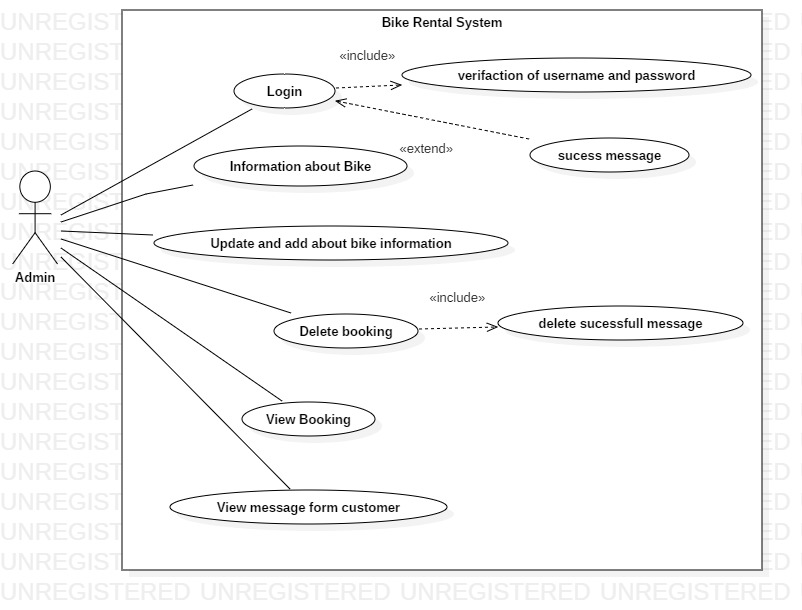 Bike Rental System
«include»
verifaction of username and password
Login
«extend»
sucess message
Information about Bike
Admin
Update and add about bike information
«include»
Delete booking
delete sucessfull message
View Booking
View message form customer
UNREGISTERED UNREGISTERED UNREGISTERED UNREGISTERED